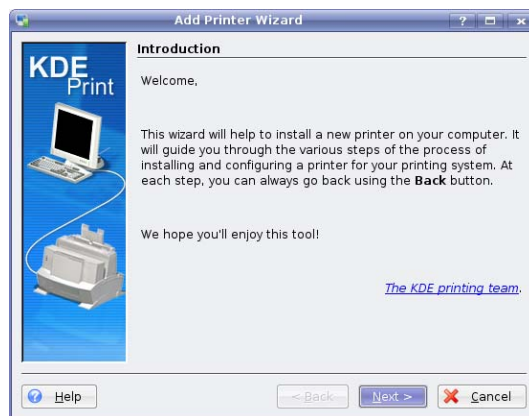 Add Printer Wizard
KDE
Print
Introduction
Welcome,
This wizard will help to install a new printer on your computer. It
will guide you through the various steps of the process of
installing and configuring a printer for your printing system. At
each step, you can always go back using the Back button.
We hope you'll enjoy this tool!
The KDE printing team.
Help
< Back
Next >
Cancel